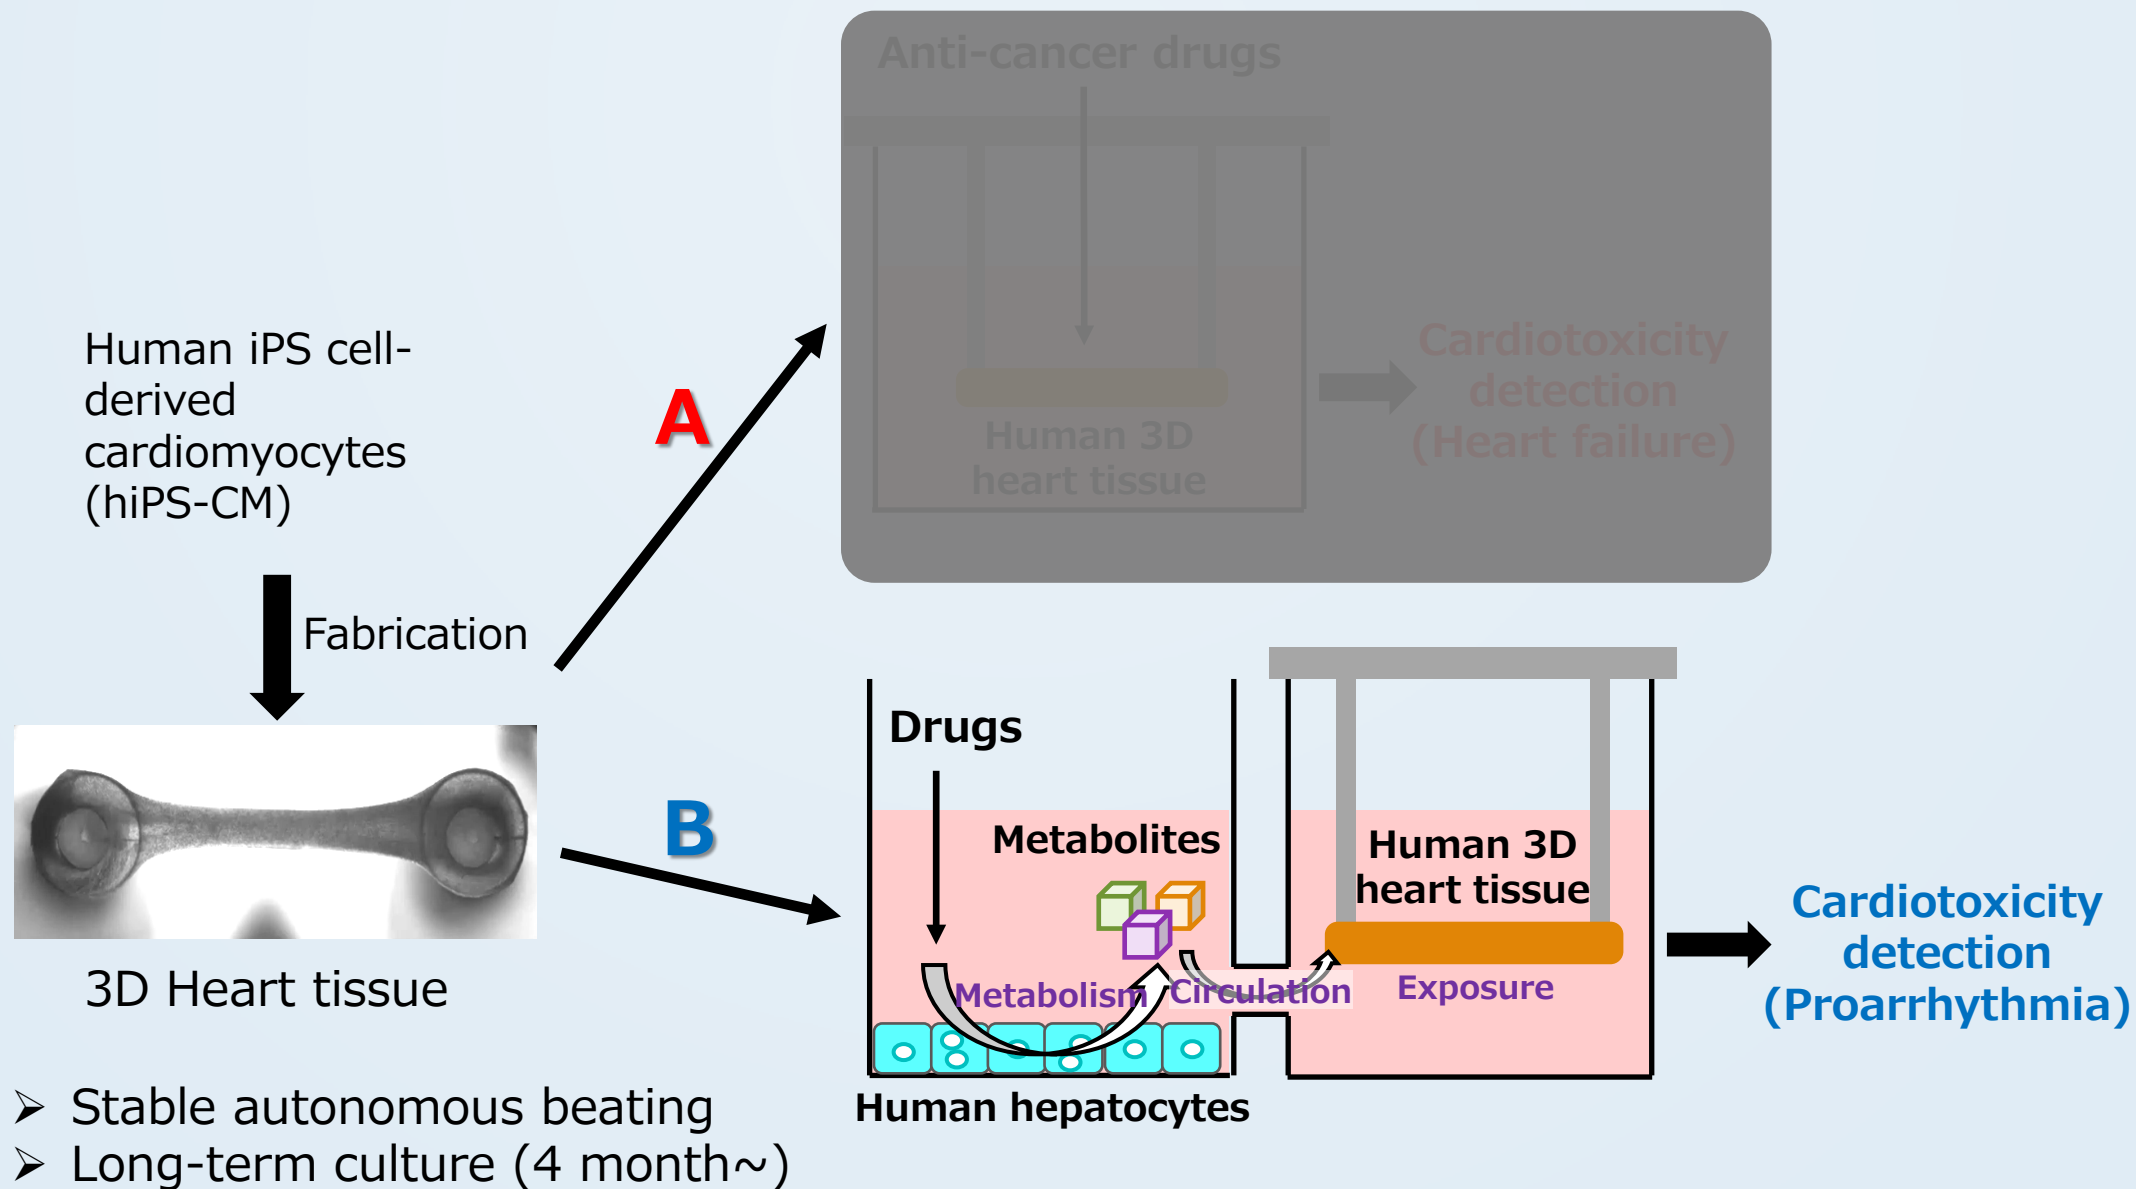 Anti-cancer drugs
Human 3D
heart tissue
Cardiotoxicity
detection
(Heart failure)
Human iPS cell-
derived
cardiomyocytes
(hiPS-CM)
A
Fabrication
3D Heart tissue
➢ Stable autonomous beating
➢ Long-term culture (4 month~)
B
Drugs
Metabolites
Metabolism
Circulation
Human hepatocytes
Human 3D
heart tissue
Exposure
Cardiotoxicity
detection
(Proarrhythmia)